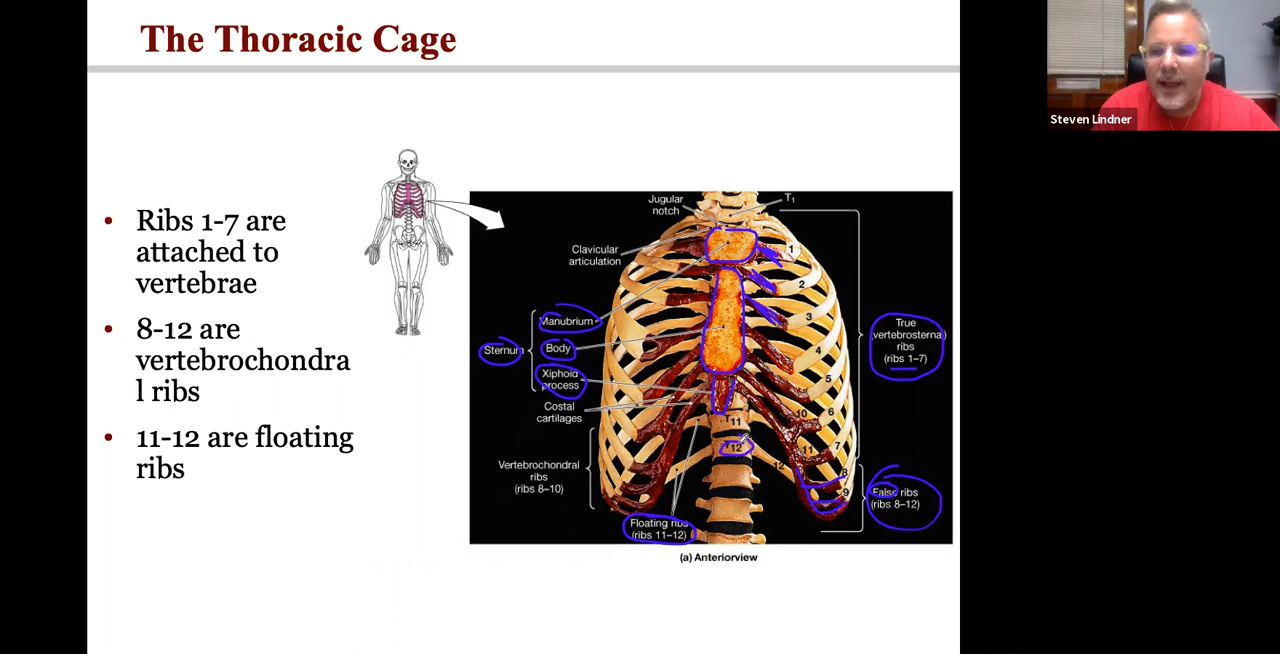 The Thoracic Cage
Steven Lindner
• Ribs 1-7 are
attached to
vertebrae
• 8-12 are
vertebrochondra
l ribs
• 11-12 are floating
ribs
Jugular
notch
T1
Clavicular
articulation
Manubrium
Sternum
Body
Xiphoid
process
Costal
cartilages
Vertebrochondral
ribs
(ribs 8–10)
Floating ribs
(ribs 11–12)
1
2
3
4
5
6
7
8
9
10
11
12
T11
T12
True
(vertebrosternal
ribs
(ribs 1–7)
False ribs
(ribs 8–12)
(a) Anteriorview